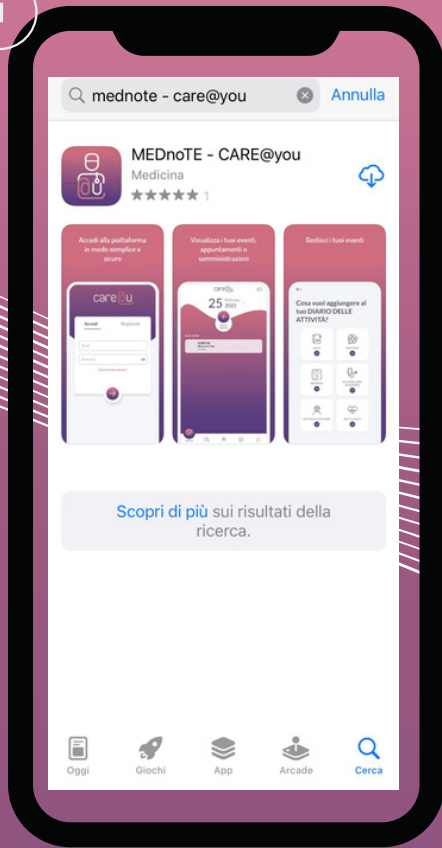 mednote - care@you
Annulla
MEDnoTE - CARE@you
Medicina
1
Accedi alla piattaforma
in modo semplice e
sicuro
care@u
Accedi
Registrati
Visualizza i tuoi eventi,
appuntamenti o
somministrazioni
care@u
25 febbraio
2021
Gestisci i tuoi eventi
Cosa vuoi aggiungere al
tuo DIARIO DELLE
ATTIVITÀ?
Scopri di più sui risultati della
ricerca.
Oggi
Giochi
App
Arcade
Cerca